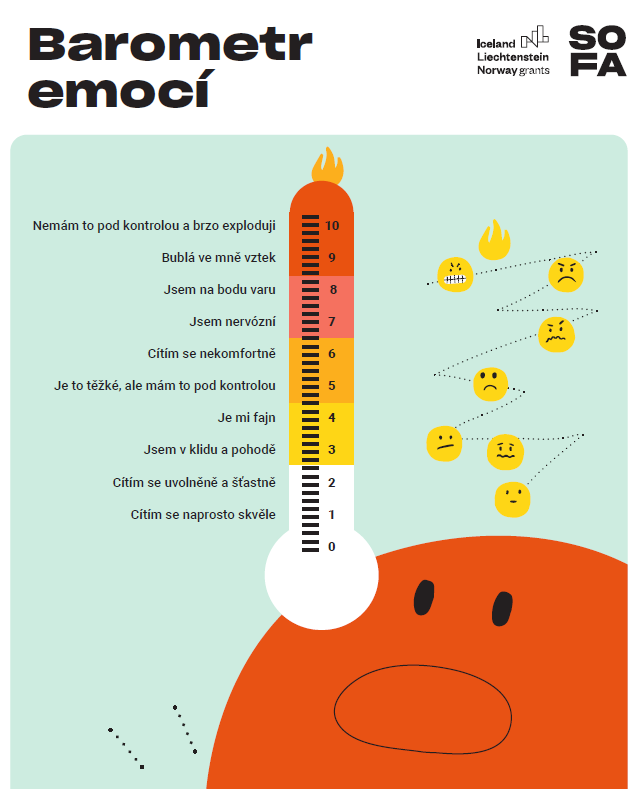 Barometr
emocí
Iceland
Liechtenstein
Norway grants
SO
FA
Nemám to pod kontrolou a brzo exploduji 10
Bublá ve mně vztek 9
Jsem na bodu varu 8
Jsem nervózní 7
Cítím se nekomfortně 6
Je to těžké, ale mám to pod kontrolou 5
Je mi fajn 4
Jsem v klidu a pohodě 3
Cítím se uvolněně a šťastně 2
Cítím se naprosto skvěle 1
0